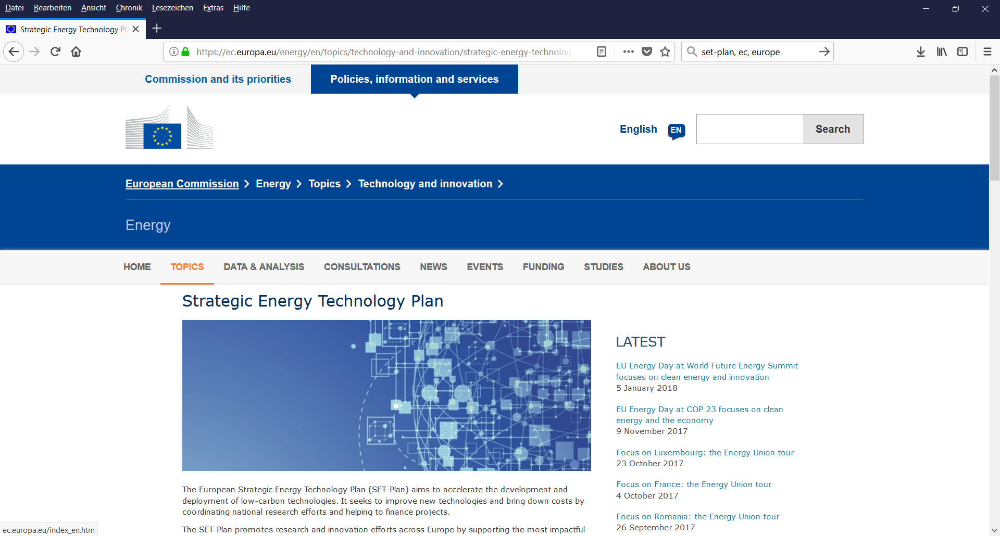 Datei Bearbeiten Ansicht Chronik Lesezeichen Extras Hilfe
Strategic Energy Technology Pl
https://ec.europa.eu/energy/en/topics/technology-and-innovation/strategic-energy-technology
set-plan, ec, europe
Commission and its priorities
Policies, information and services
English EN
Search
European Commission Energy Topics Technology and innovation
Energy
HOME TOPICS DATA & ANALYSIS CONSULTATIONS NEWS EVENTS FUNDING STUDIES ABOUT US
Strategic Energy Technology Plan
The European Strategic Energy Technology Plan (SET-Plan) aims to accelerate the development and
deployment of low-carbon technologies. It seeks to improve new technologies and bring down costs by
coordinating national research efforts and helping to finance projects.
The SET-Plan promotes research and innovation efforts across Europe by supporting the most impactful
LATEST
EU Energy Day at World Future Energy Summit
focuses on clean energy and innovation
5 January 2018
EU Energy Day at COP 23 focuses on clean
energy and the economy
9 November 2017
Focus on Luxembourg: the Energy Union tour
23 October 2017
Focus on France: the Energy Union tour
4 October 2017
Focus on Romania: the Energy Union tour
26 September 2017
ec.europa.eu/index_en.htm